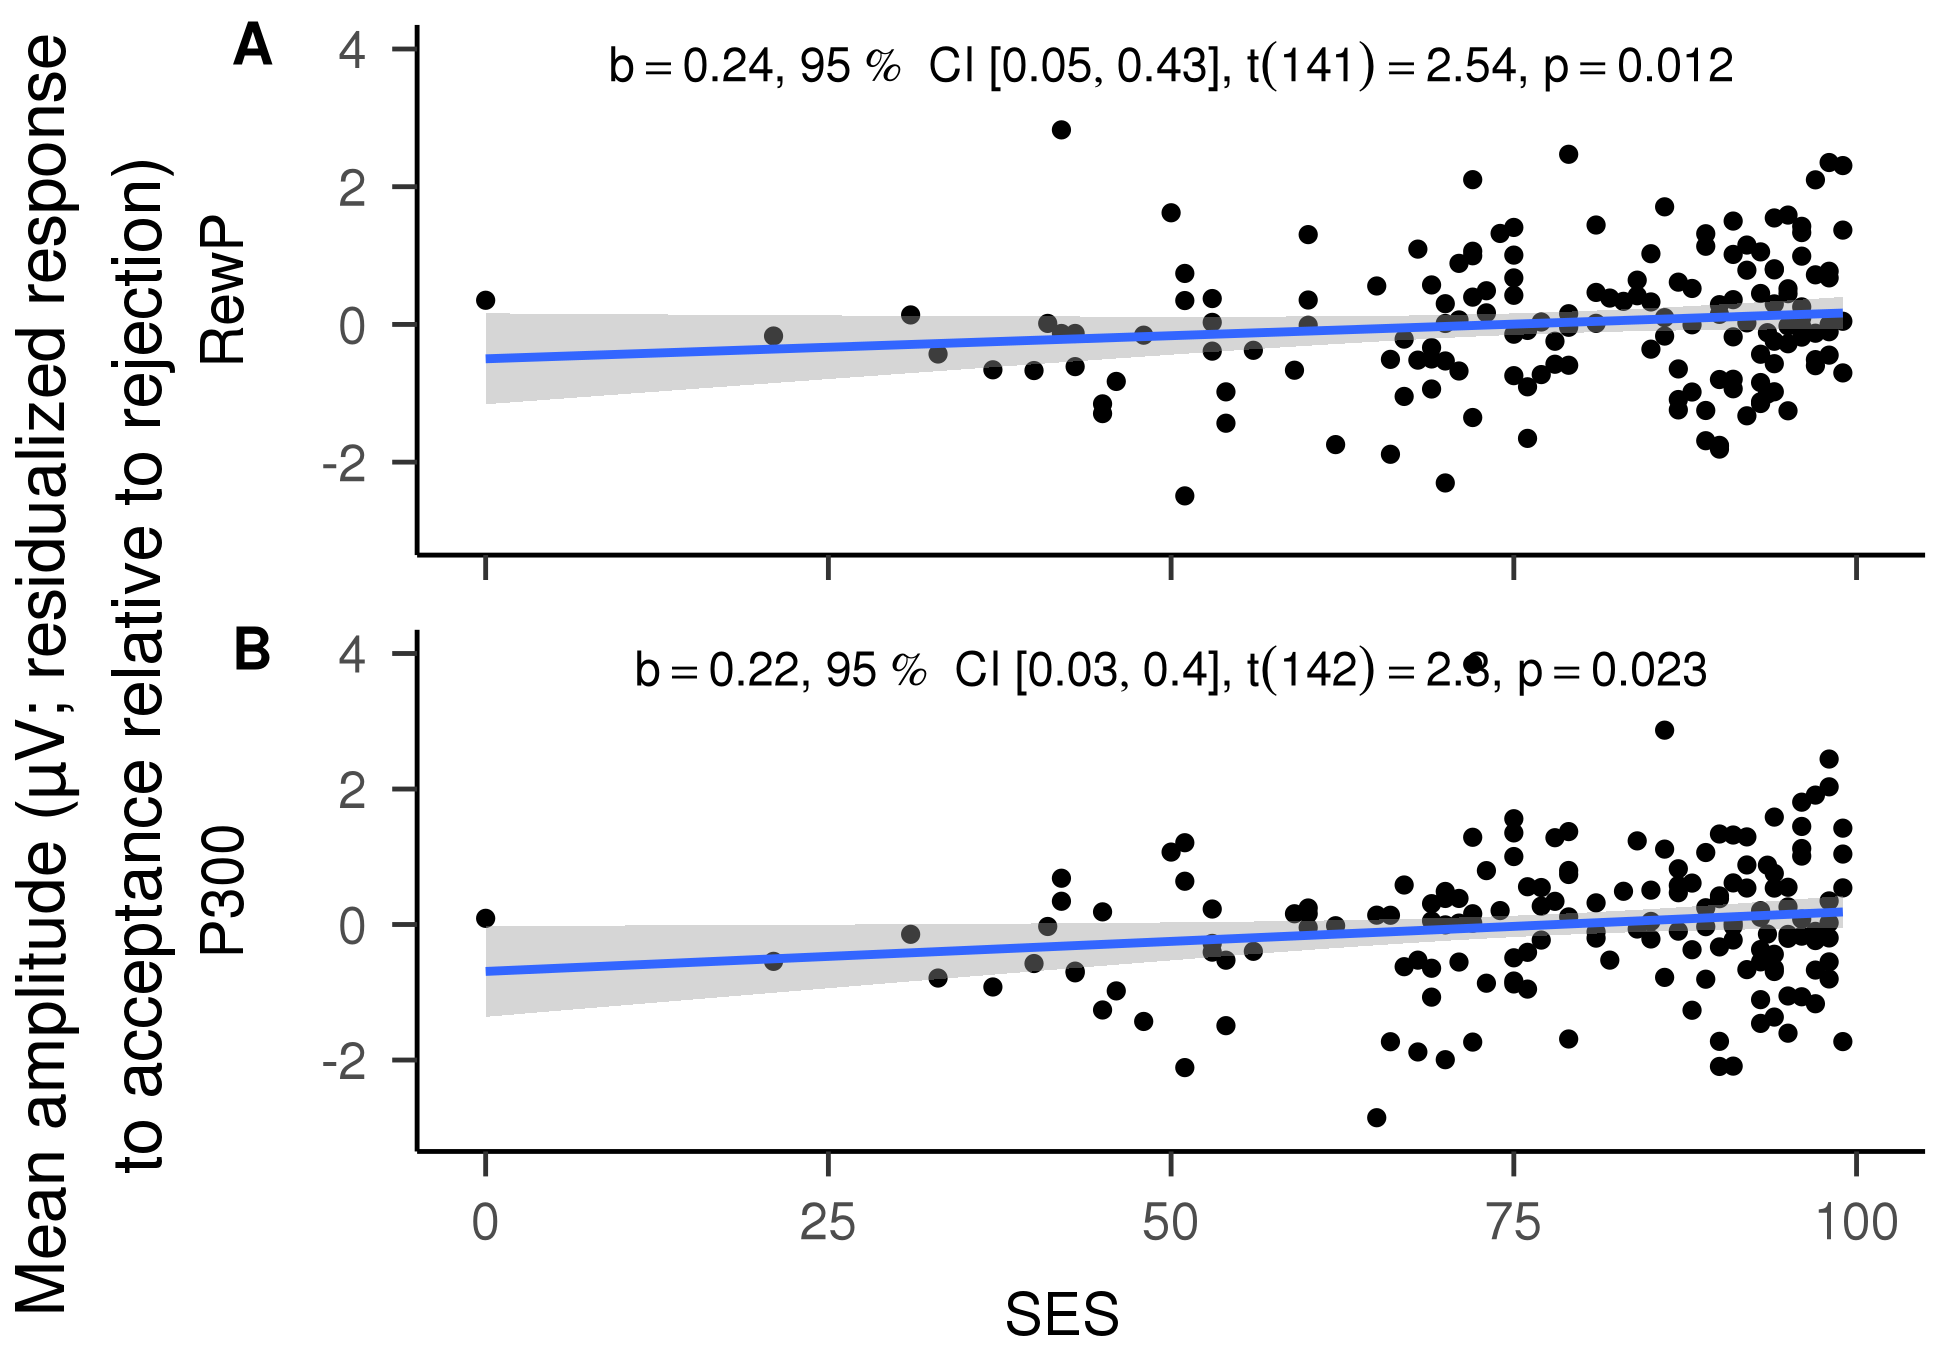 Mean amplitude (µV; residualized response
to acceptance relative to rejection)
A
RewP
b = 0.24, 95 % CI [0.05, 0.43], t(141) = 2.54, p = 0.012
4
2
0
-2
B
P300
b = 0.22, 95 % CI [0.03, 0.4], t(142) = 2.3, p = 0.023
4
2
0
-2
0 25 50 75 100
SES